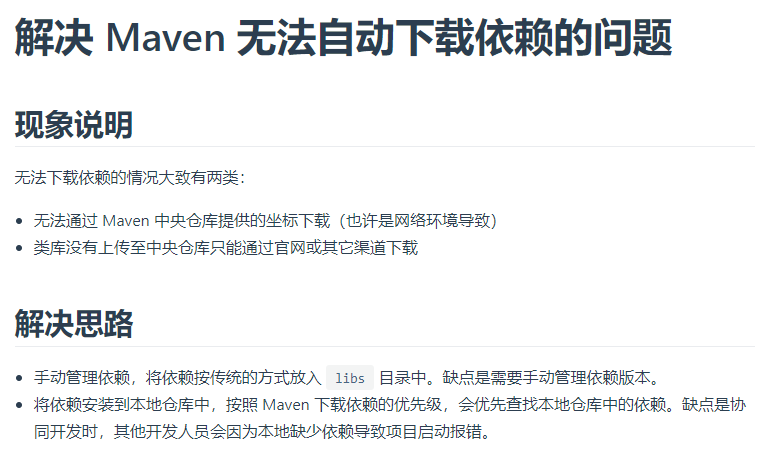 解决 Maven 无法自动下载依赖的问题
现象说明
无法下载依赖的情况大致有两类：
无法通过 Maven 中央仓库提供的坐标下载（也许是网络环境导致）
类库没有上传至中央仓库只能通过官网或其它渠道下载
解决思路
手动管理依赖，将依赖按传统的方式放入 libs 目录中。缺点是需要手动管理依赖版本。
将依赖安装到本地仓库中，按照 Maven 下载依赖的优先级，会优先查找本地仓库中的依赖。缺点是协
同开发时，其他开发人员会因为本地缺少依赖导致项目启动报错。